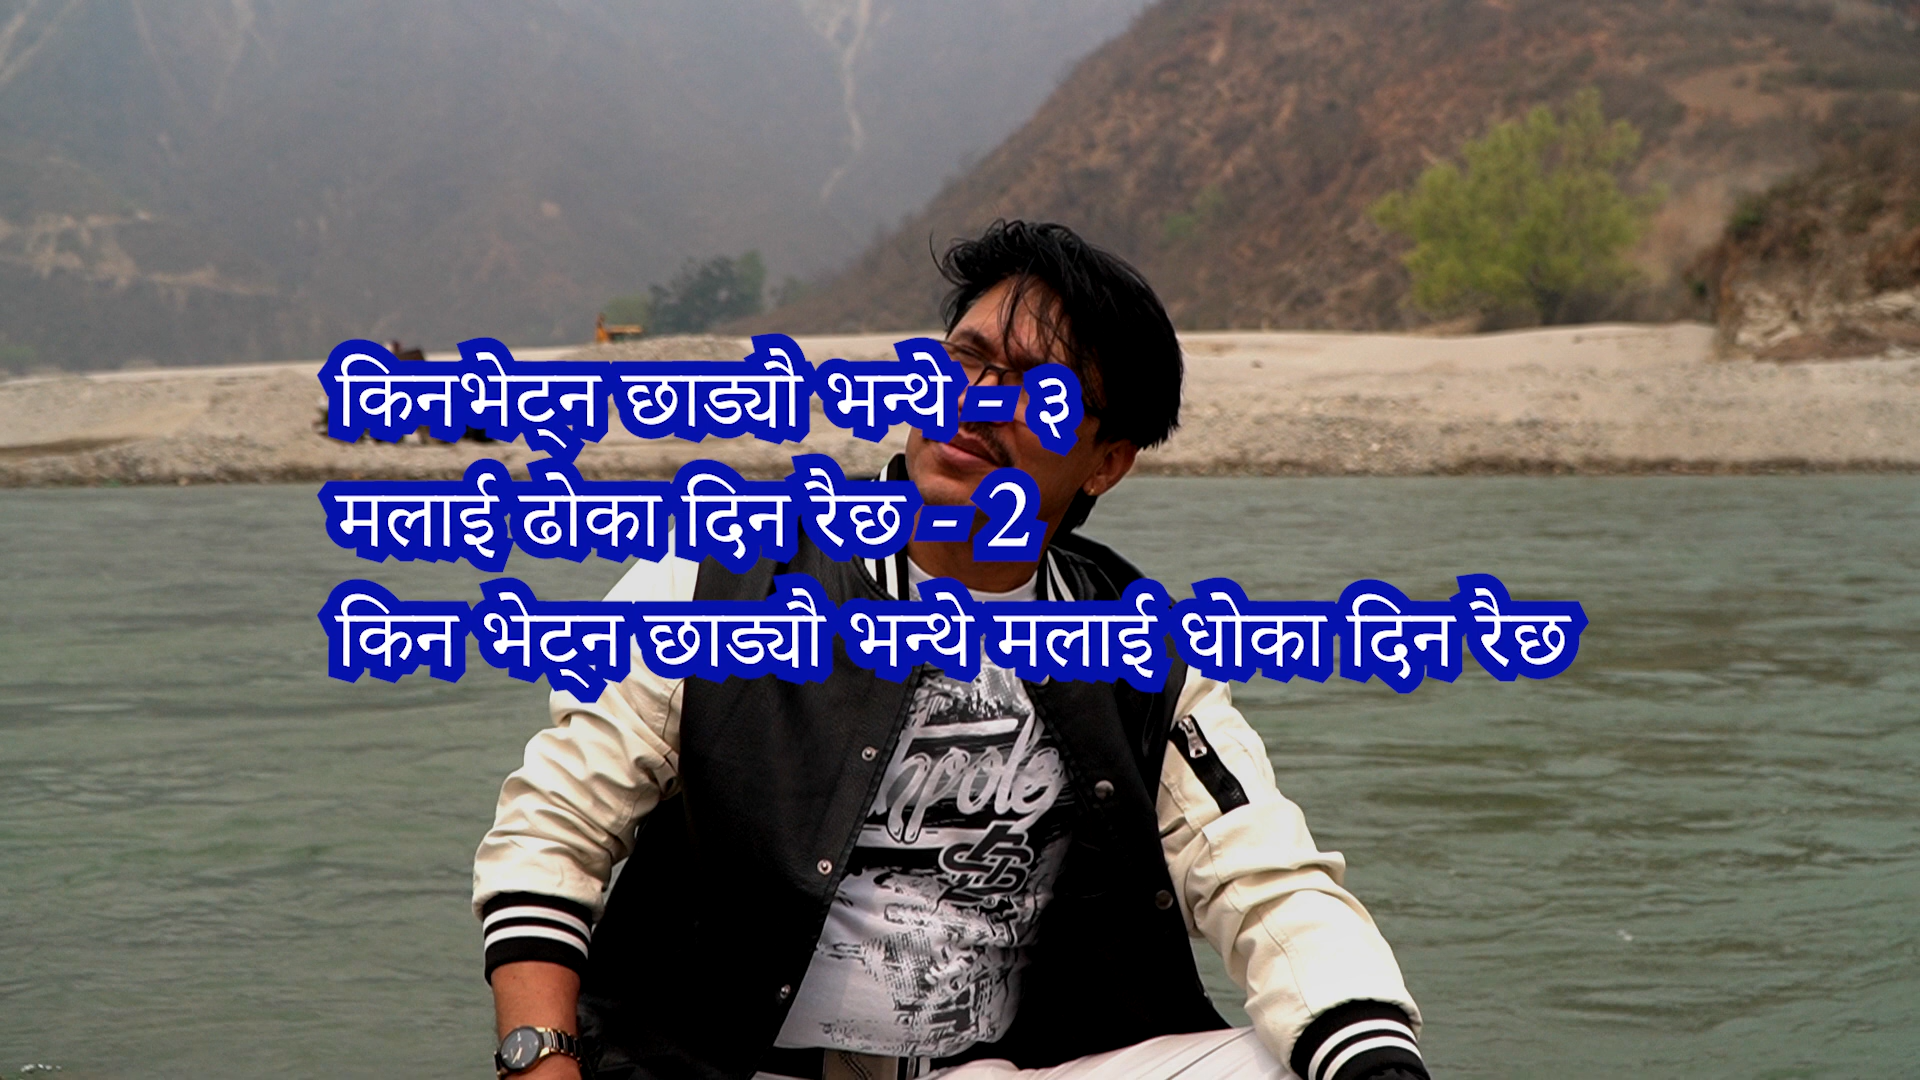 किनभेट्न छाड्यौ भन्थे - ३
मलाई ढोका दिन रैछ - 2
किन भेट्न छाड्यौ भन्थे मलाई धोका दिन रैछ